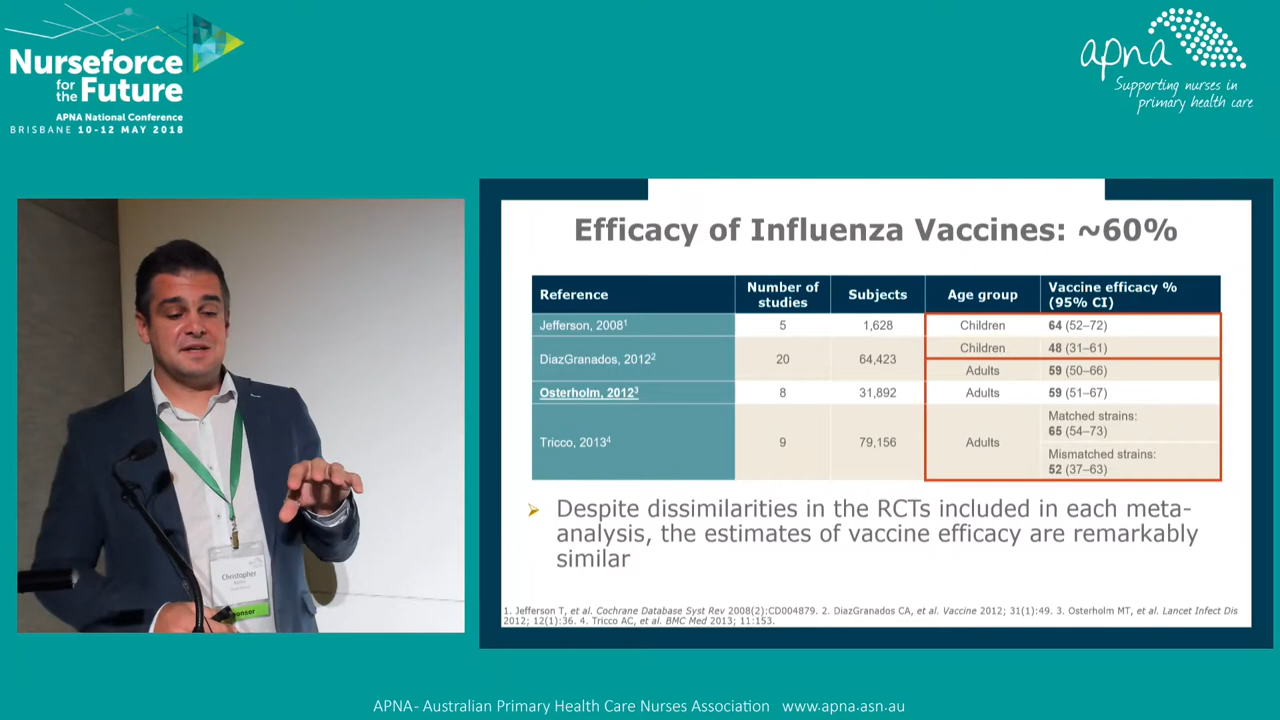 Nurseforce
for the Future
APNA National Conference
BRISBANE 10-12 MAY 2018
apna
Supporting nurses in
primary health care
Christopher
Sponsor
Efficacy of Influenza Vaccines: ~60%
Reference
Number of studies
Subjects
Age group
Vaccine efficacy % (95% CI)
Jefferson, 2008¹
5
1,628
Children
64 (52–72)
DiazGranados, 2012²
20
64,423
Children
48 (31–61)
Adults
59 (50–66)
Osterholm, 2012³
8
31,892
Adults
59 (51–67)
Tricco, 2013⁴
9
79,156
Adults
Matched strains:
65 (54–73)
Mismatched strains:
52 (37–63)
Despite dissimilarities in the RCTs included in each meta-
analysis, the estimates of vaccine efficacy are remarkably
similar
1. Jefferson T, et al. Cochrane Database Syst Rev 2008(2):CD004879. 2. DiazGranados CA, et al. Vaccine 2012; 31(1):49. 3. Osterholm MT, et al. Lancet Infect Dis
2012; 12(1):36. 4. Tricco AC, et al. BMC Med 2013; 11:153.
APNA- Australian Primary Health Care Nurses Association www.apna.asn.au